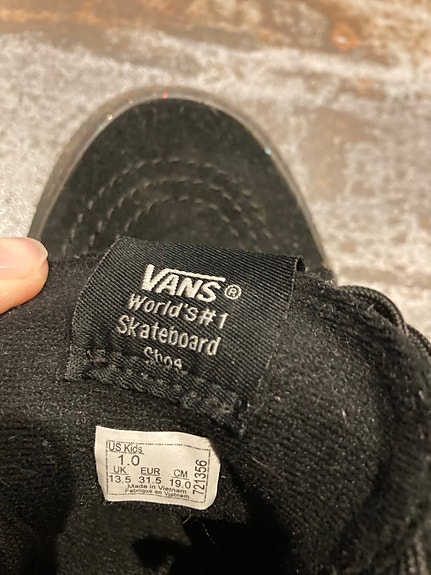 VANS®
World's#1
Skateboard
Shoe
US Kids
1.0
UK EUR CM
13.5 31.5 19.0
Made in Vietnam
Fabriqué en Vietnam
721356